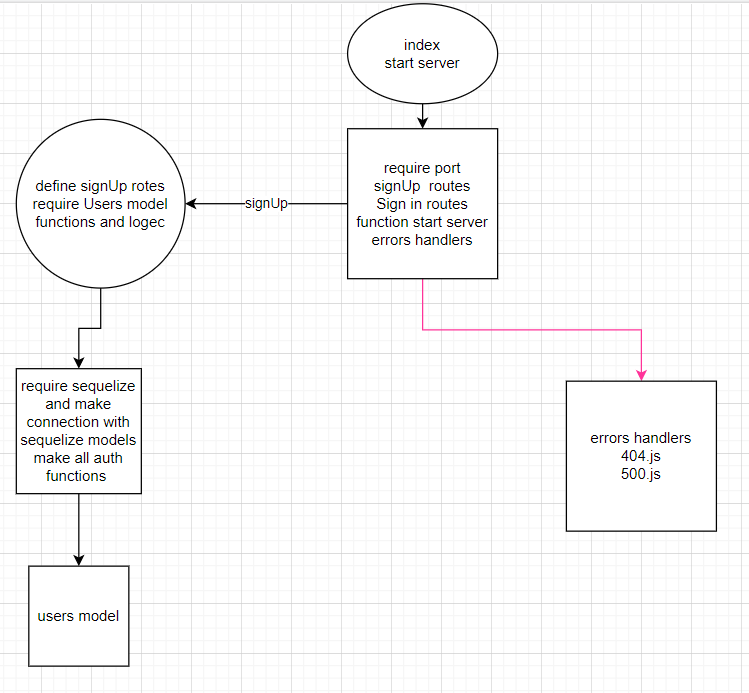 index
start server
require port
signUp  routes
Sign in routes
function start server
errors handlers
signUp
define signUp rotes
require Users model
functions and logec
require sequelize
and make
connection with
sequelize models
make all auth
functions
errors handlers
404.js
500.js
users model